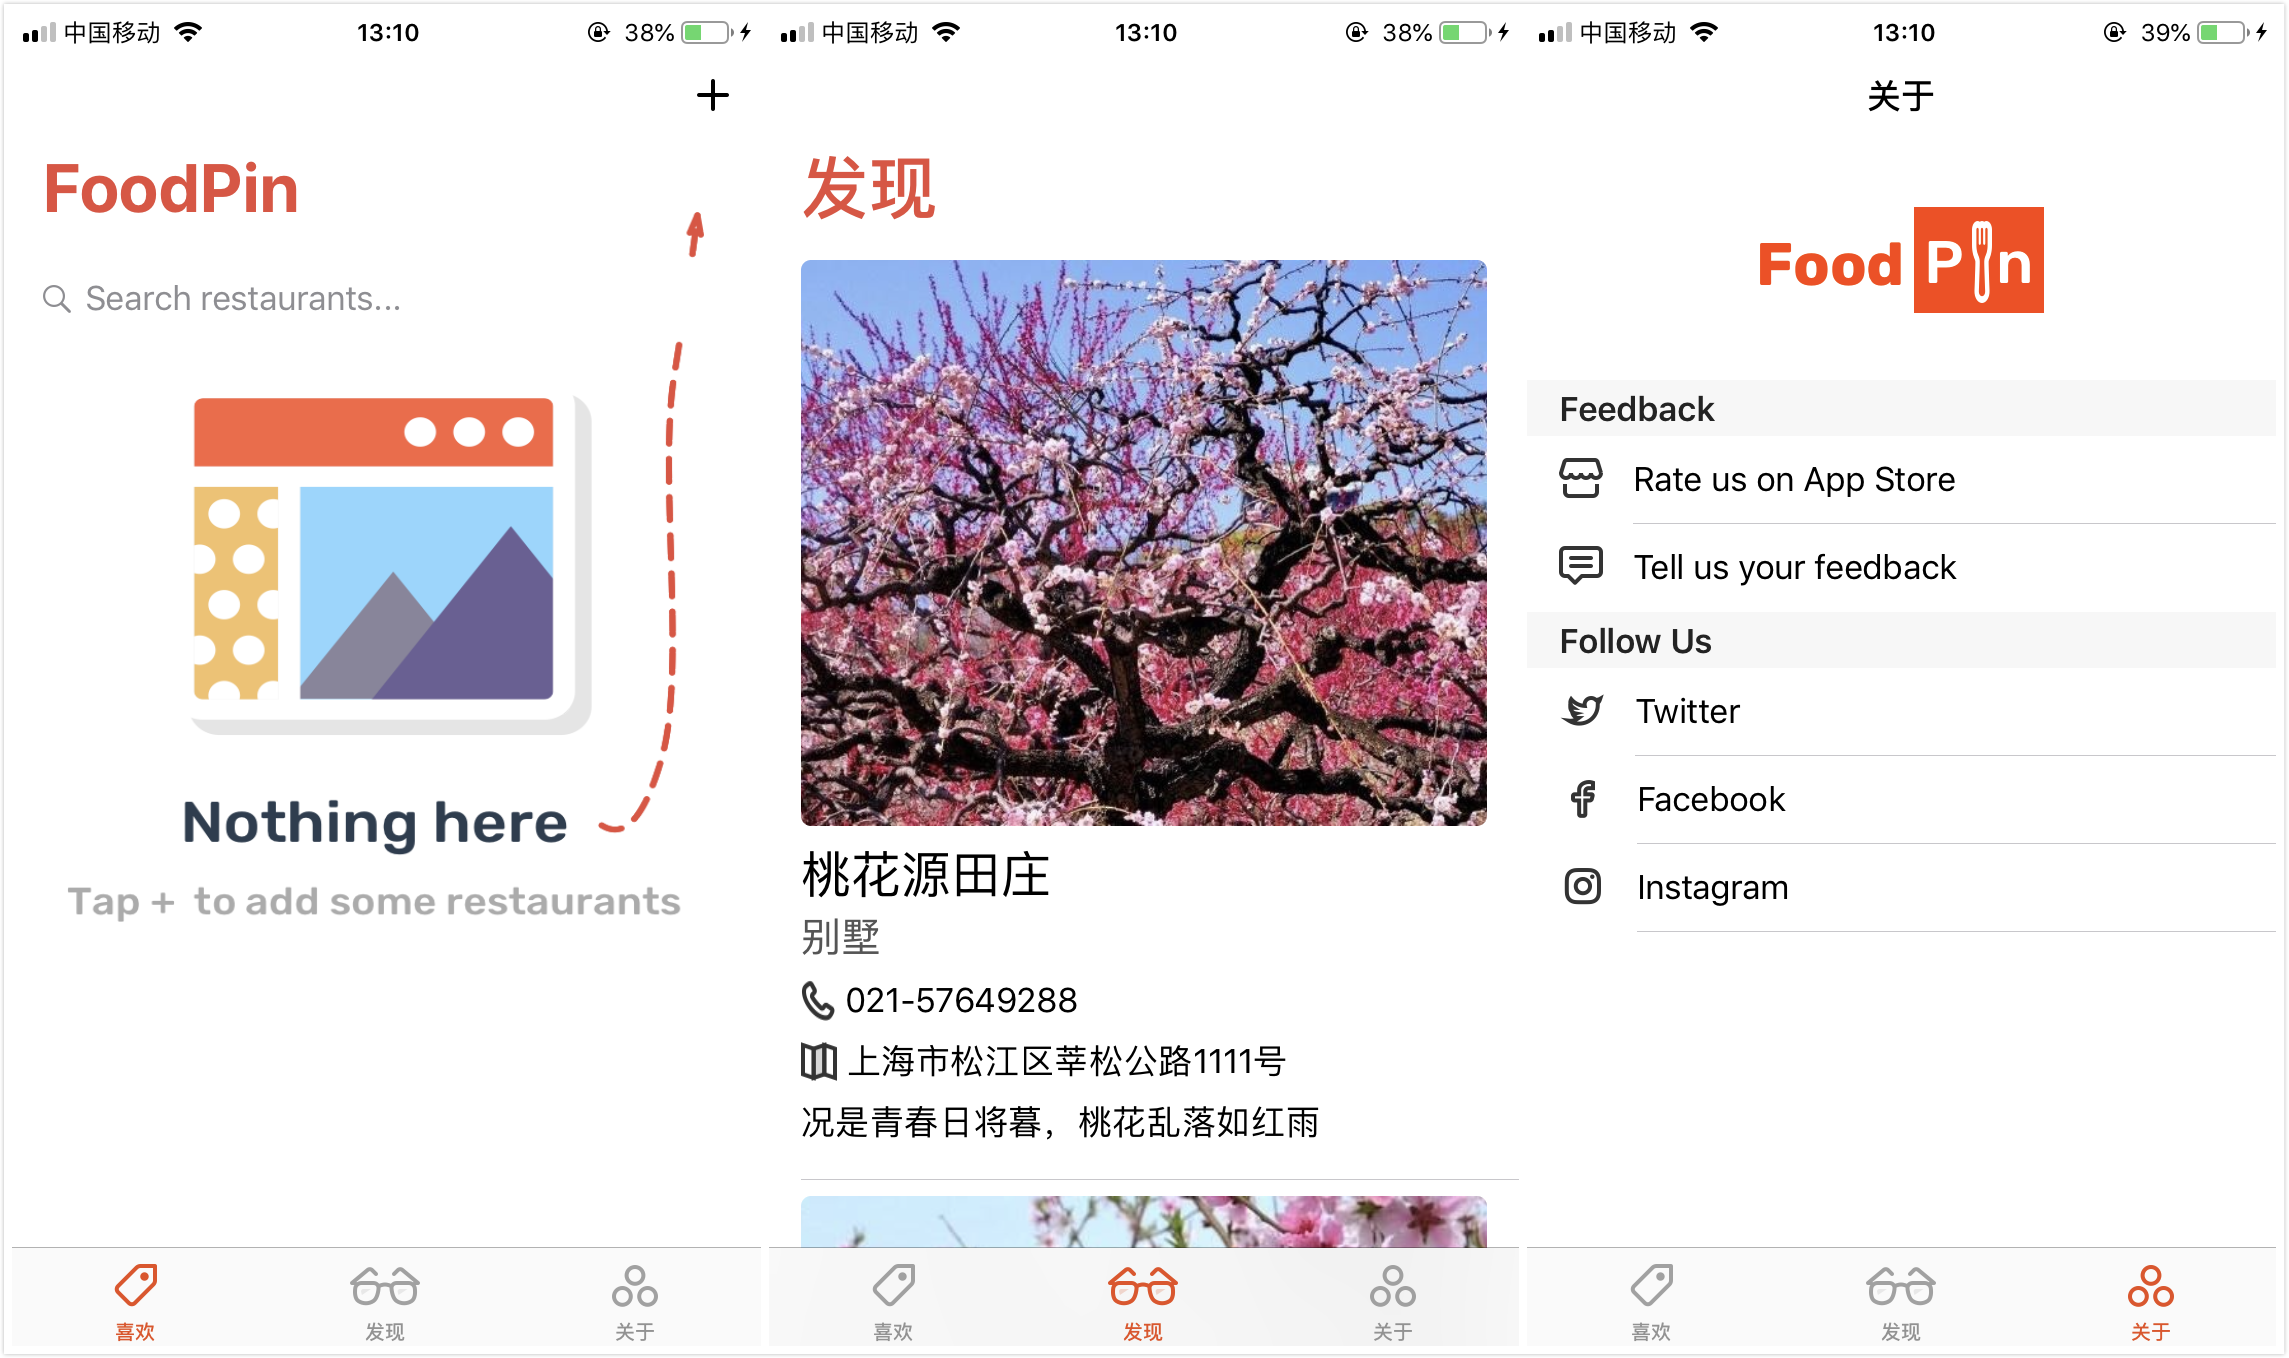 中国移动 13:10 38%
FoodPin
Search restaurants...
Nothing here
Tap + to add some restaurants
喜欢 发现 关于
中国移动 13:10 38%
发现
桃花源田庄
别墅
021-57649288
上海市松江区莘松公路1111号
况是青春日将暮，桃花乱落如红雨
喜欢 发现 关于
中国移动 13:10 39%
关于
Food Pin
Feedback
Rate us on App Store
Tell us your feedback
Follow Us
Twitter
Facebook
Instagram
喜欢 发现 关于